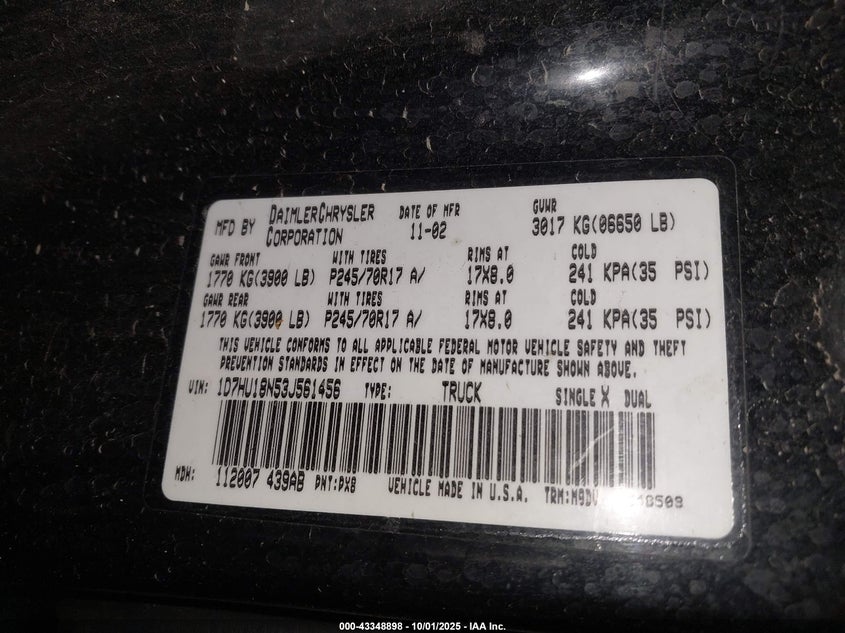 MFD BY DAIMLERCHRYSLER CORPORATION DATE OF MFR 11-02 GVWR 3017 KG(06650 LB)
GAWR FRONT WITH TIRES RIMS AT COLD
1770 KG(3900 LB) P245/70R17 A/ 17X8.0 241 KPA(35 PSI)
GAWR REAR WITH TIRES RIMS AT COLD
1770 KG(3900 LB) P245/70R17 A/ 17X8.0 241 KPA(35 PSI)
THIS VEHICLE CONFORMS TO ALL APPLICABLE FEDERAL MOTOR VEHICLE SAFETY AND THEFT
PREVENTION STANDARDS IN EFFECT ON THE DATE OF MANUFACTURE SHOWN ABOVE.
VIN: 1D7HU18N53J561456 TYPE: TRUCK SINGLE X DUAL
MDH: 112007 439AB PNT:PX8 VEHICLE MADE IN U.S.A. TRM:M9DV
000-43348898 - 10/01/2025 - IAA Inc.